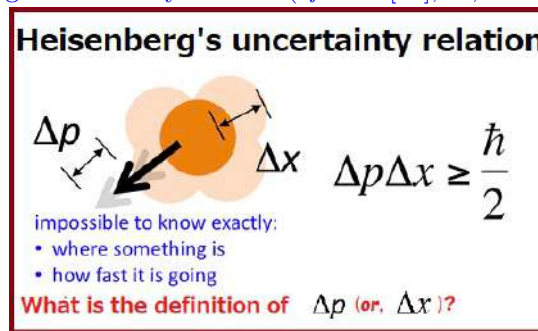 Heisenberg's uncertainty relation
Δp
Δx
ΔpΔx ≥ ħ/2
impossible to know exactly:
• where something is
• how fast it is going
What is the definition of Δp (or, Δx)?